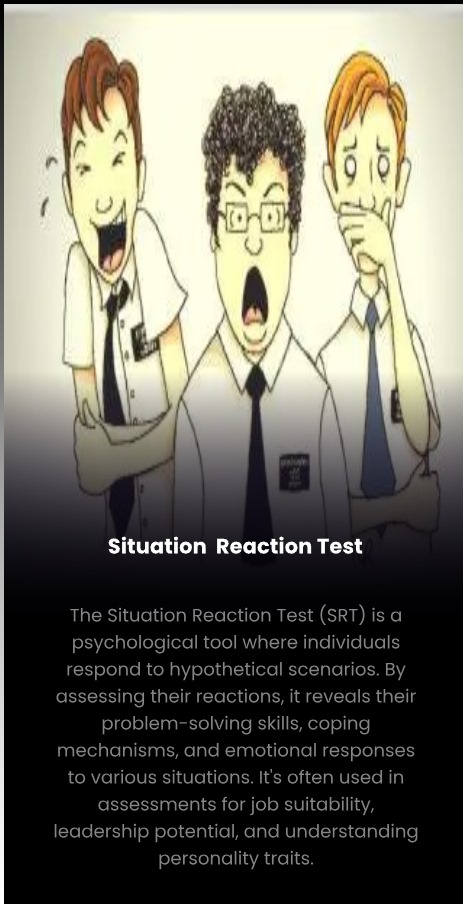 Situation Reaction Test
The Situation Reaction Test (SRT) is a
psychological tool where individuals
respond to hypothetical scenarios. By
assessing their reactions, it reveals their
problem-solving skills, coping
mechanisms, and emotional responses
to various situations. It's often used in
assessments for job suitability,
leadership potential, and understanding
personality traits.